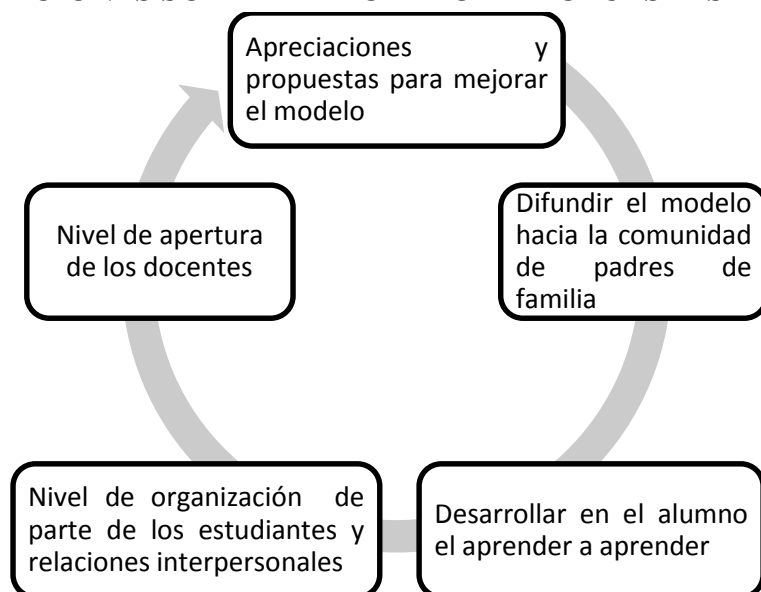 Apreciaciones y
propuestas para mejorar
el modelo
Difundir el modelo
hacia la comunidad
de padres de
familia
Desarrollar en el alumno
el aprender a aprender
Nivel de organización de
parte de los estudiantes y
relaciones interpersonales
Nivel de apertura
de los docentes